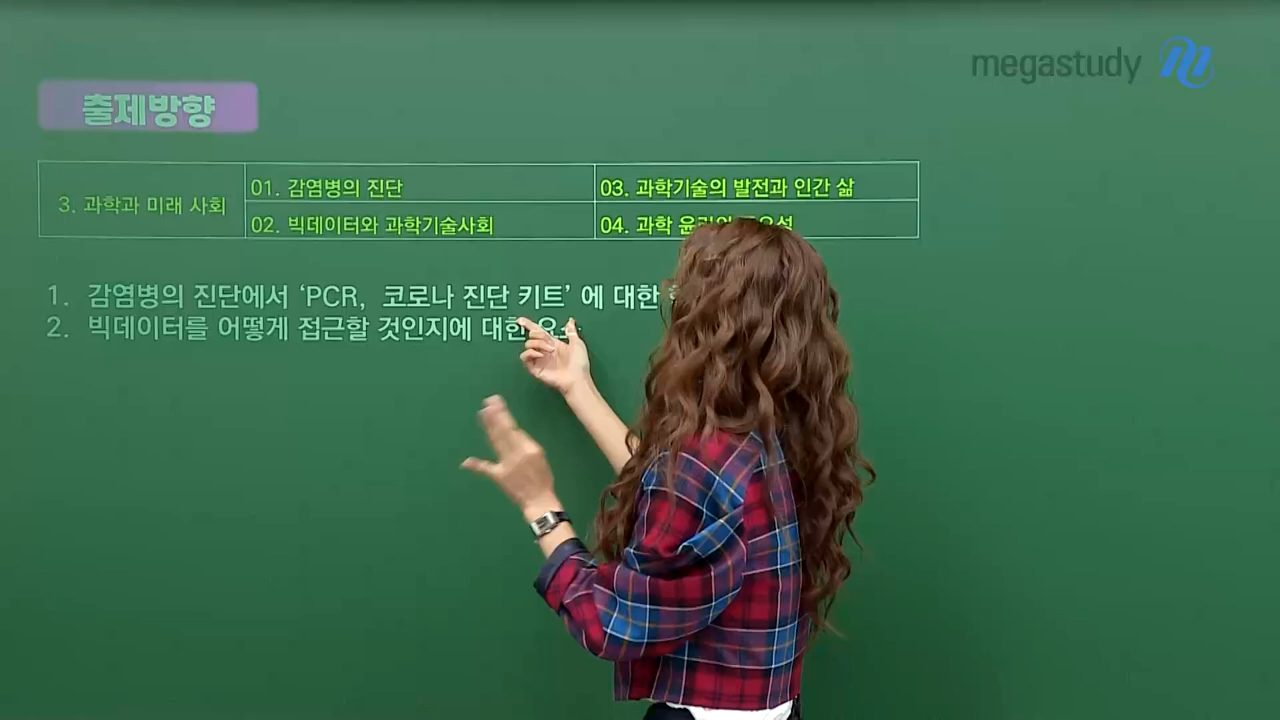 megastudy
출제방향
3. 과학과 미래 사회
01. 감염병의 진단
03. 과학기술의 발전과 인간 삶
02. 빅데이터와 과학기술사회
04. 과학
1. 감염병의 진단에서 ‘PCR, 코로나 진단 키트’ 에 대한
2. 빅데이터를 어떻게 접근할 것인지에 대한